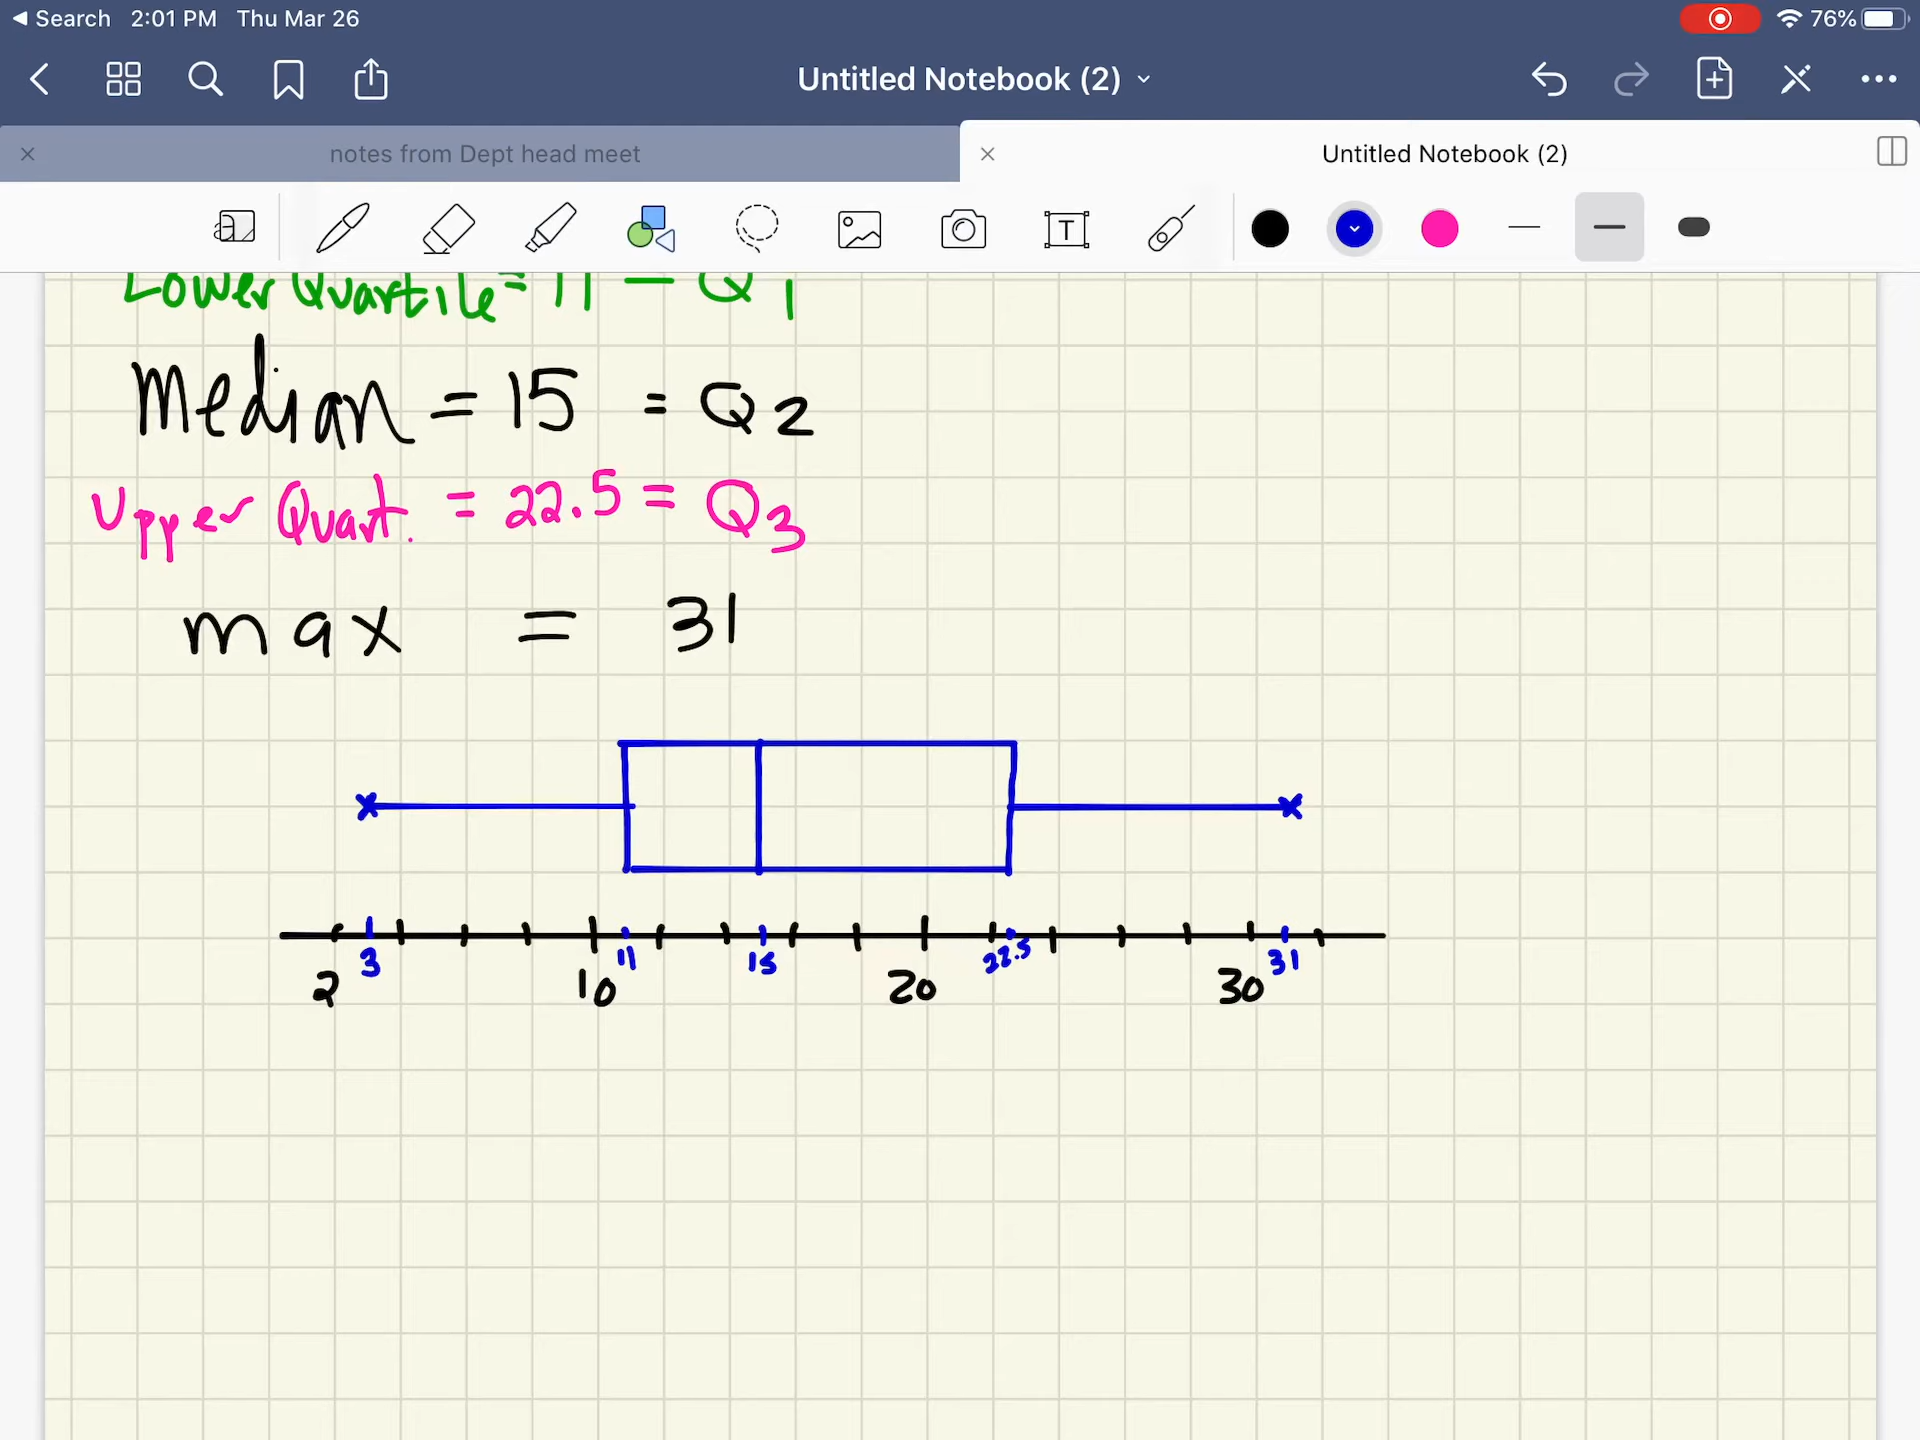 Search 2:01 PM Thu Mar 26 76%
Untitled Notebook (2)
notes from Dept head meet
Untitled Notebook (2)
a T
Lower Quartile = 11 - Q1
Median = 15 = Q2
Upper Quart. = 22.5 = Q3
max = 31
3 11 15 22.5 31
2 10 20 30